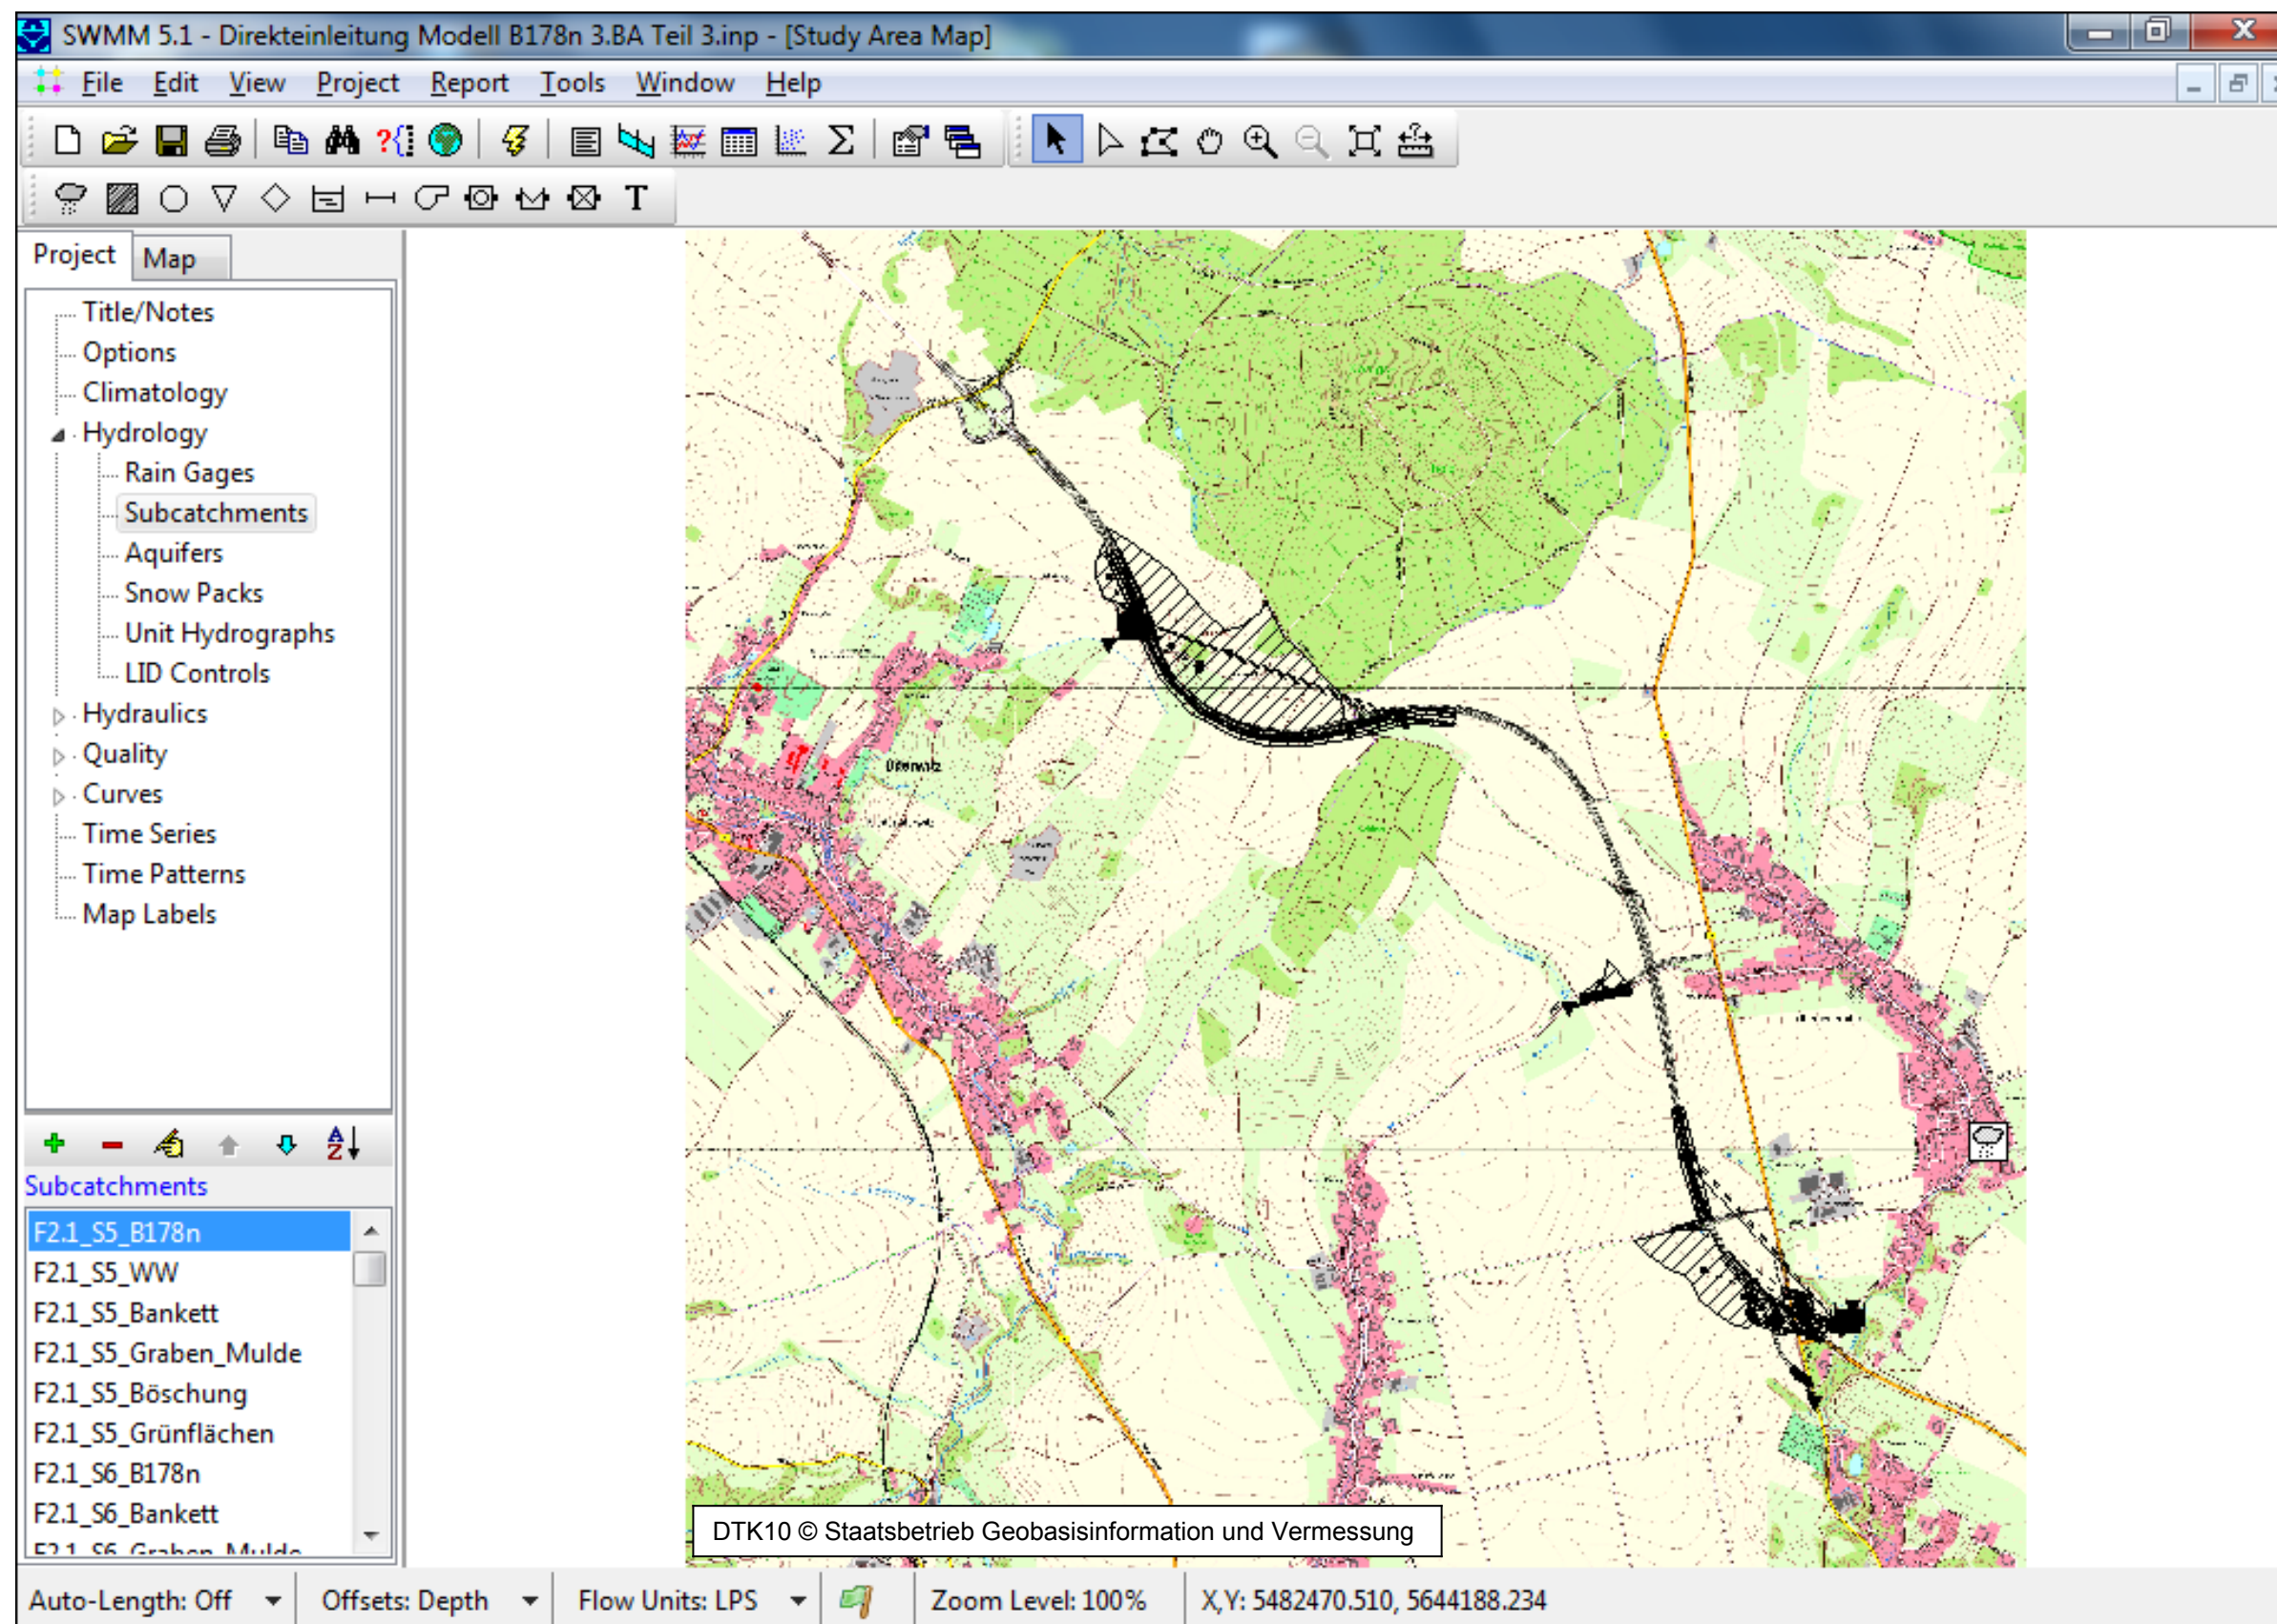 SWMM 5.1 - Direkteinleitung Modell B178n 3.BA Teil 3.inp - [Study Area Map]
File Edit View Project Report Tools Window Help
T
Project Map
Title/Notes
Options
Climatology
Hydrology
Rain Gages
Subcatchments
Aquifers
Snow Packs
Unit Hydrographs
LID Controls
Hydraulics
Quality
Curves
Time Series
Time Patterns
Map Labels
Subcatchments
F2.1_S5_B178n
F2.1_S5_WW
F2.1_S5_Bankett
F2.1_S5_Graben_Mulde
F2.1_S5_Böschung
F2.1_S5_Grünflächen
F2.1_S6_B178n
F2.1_S6_Bankett
F2.1_S6_Graben_Mulde
DTK10 © Staatsbetrieb Geobasisinformation und Vermessung
Auto-Length: Off Offsets: Depth Flow Units: LPS Zoom Level: 100% X,Y: 5482470.510, 5644188.234